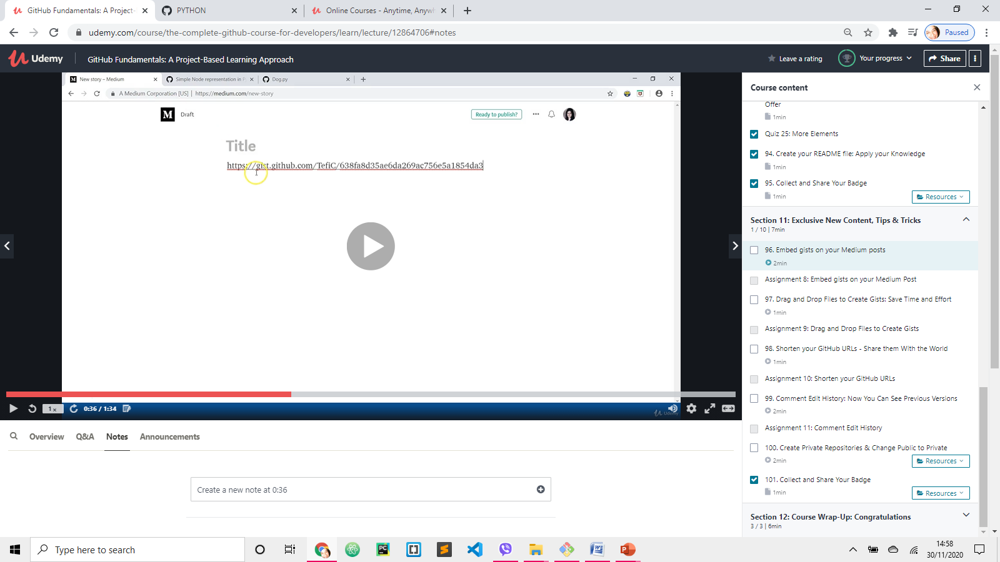 GitHub Fundamentals: A Project-
PYTHON
Online Courses - Anytime, Anywh
udemy.com/course/the-complete-github-course-for-developers/learn/lecture/12864706#notes
Paused
Udemy
GitHub Fundamentals: A Project-Based Learning Approach
Leave a rating
Your progress
Share
New story – Medium
Simple Node representation in Py
Dog.py
A Medium Corporation [US] | https://medium.com/new-story
M
Draft
Ready to publish?
Title
https://gist.github.com/TefiC/638fa8d35ae6da269ac756e5a1854da3
1 x
0:36 / 1:34
Udemy
Overview
Q&A
Notes
Announcements
Create a new note at 0:36
Course content
Offer
1min
Quiz 25: More Elements
94. Create your README file: Apply your Knowledge
1min
95. Collect and Share Your Badge
1min
Resources
Section 11: Exclusive New Content, Tips & Tricks
1 / 10 | 7min
96. Embed gists on your Medium posts
2min
Assignment 8: Embed gists on your Medium Post
97. Drag and Drop Files to Create Gists: Save Time and Effort
1min
Assignment 9: Drag and Drop Files to Create Gists
98. Shorten your GitHub URLs - Share them With the World
1min
Assignment 10: Shorten your GitHub URLs
99. Comment Edit History: Now You Can See Previous Versions
2min
Assignment 11: Comment Edit History
100. Create Private Repositories & Change Public to Private
2min
Resources
101. Collect and Share Your Badge
1min
Resources
Section 12: Course Wrap-Up: Congratulations
3 / 3 | 6min
Type here to search
PC
14:58
30/11/2020